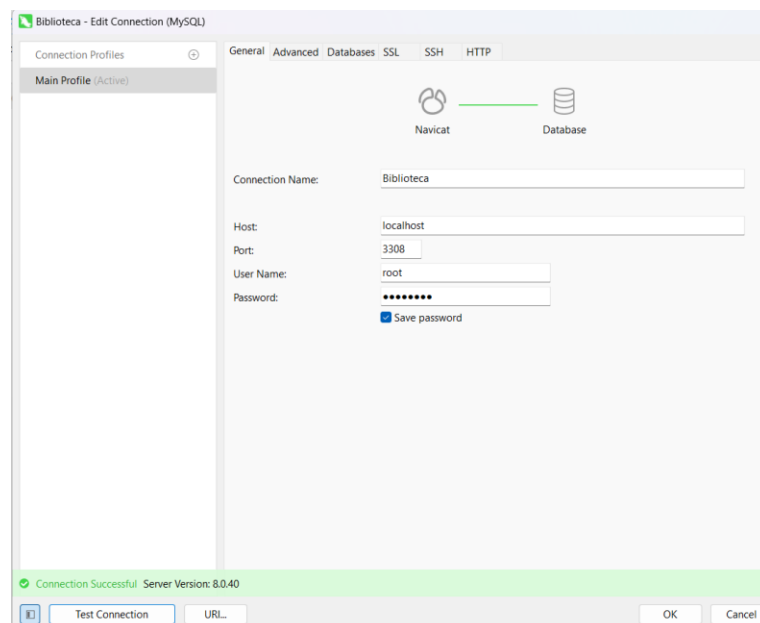 Biblioteca - Edit Connection (MySQL)
Connection Profiles
Main Profile (Active)
General Advanced Databases SSL SSH HTTP
Navicat Database
Connection Name: Biblioteca
Host: localhost
Port: 3308
User Name: root
Password: ●●●●●●●●
Save password
Connection Successful Server Version: 8.0.40
Test Connection URI... OK Cancel